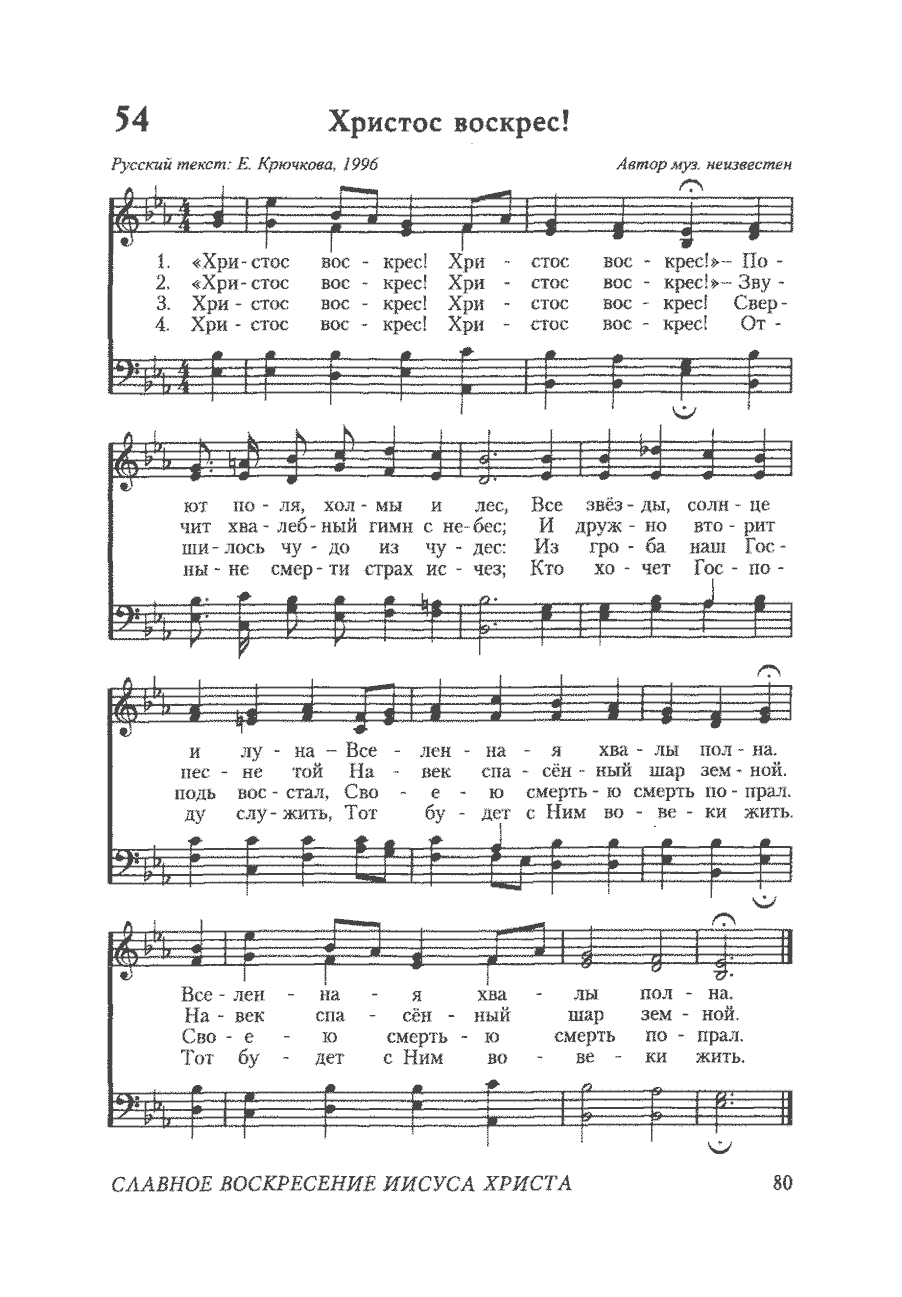 54 Христос воскрес!
Русский текст: Е. Крючкова, 1996 Автор муз. неизвестен
1. «Хри-стос вос - крес! Хри - стос вос - крес!»– По -
2. «Хри-стос вос - крес! Хри - стос вос - крес!»– Зву -
3. Хри - стос вос - крес! Хри - стос вос - крес! Свер-
4. Хри - стос вос - крес! Хри - стос вос - крес! От -
ют по - ля, хол - мы и лес, Все звёз - ды, солн - це
чит хва - леб - ный гимн с не- бес; И друж - но вто - рит
ши - лось чу - до из чу - дес: Из гро - ба наш Гос -
ны - не смер - ти страх ис - чез; Кто хо - чет Гос - по -
и лу - на – Все - лен - на - я хва - лы пол - на.
пес - не той На - век спа - сён - ный шар зем - ной.
подь вос - стал, Сво - е - ю смерть - ю смерть по - прал.
ду слу - жить, Тот бу - дет с Ним во - ве - ки жить.
Все - лен - на - я хва - лы пол - на.
На - век спа - сён - ный шар зем - ной.
Сво - е - ю смерть - ю смерть по - прал.
Тот бу - дет с Ним во - ве - ки жить.
СЛАВНОЕ ВОСКРЕСЕНИЕ ИИСУСА ХРИСТА 80